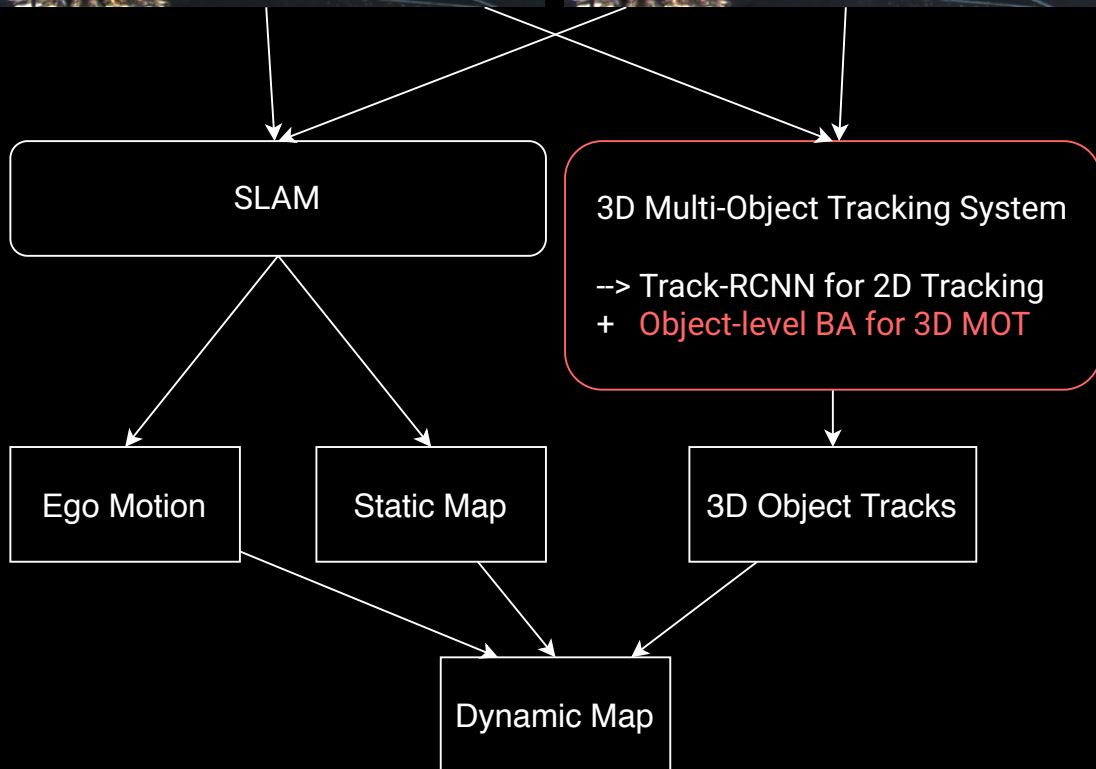 SLAM
3D Multi-Object Tracking System
--> Track-RCNN for 2D Tracking
+ Object-level BA for 3D MOT
Ego Motion
Static Map
3D Object Tracks
Dynamic Map